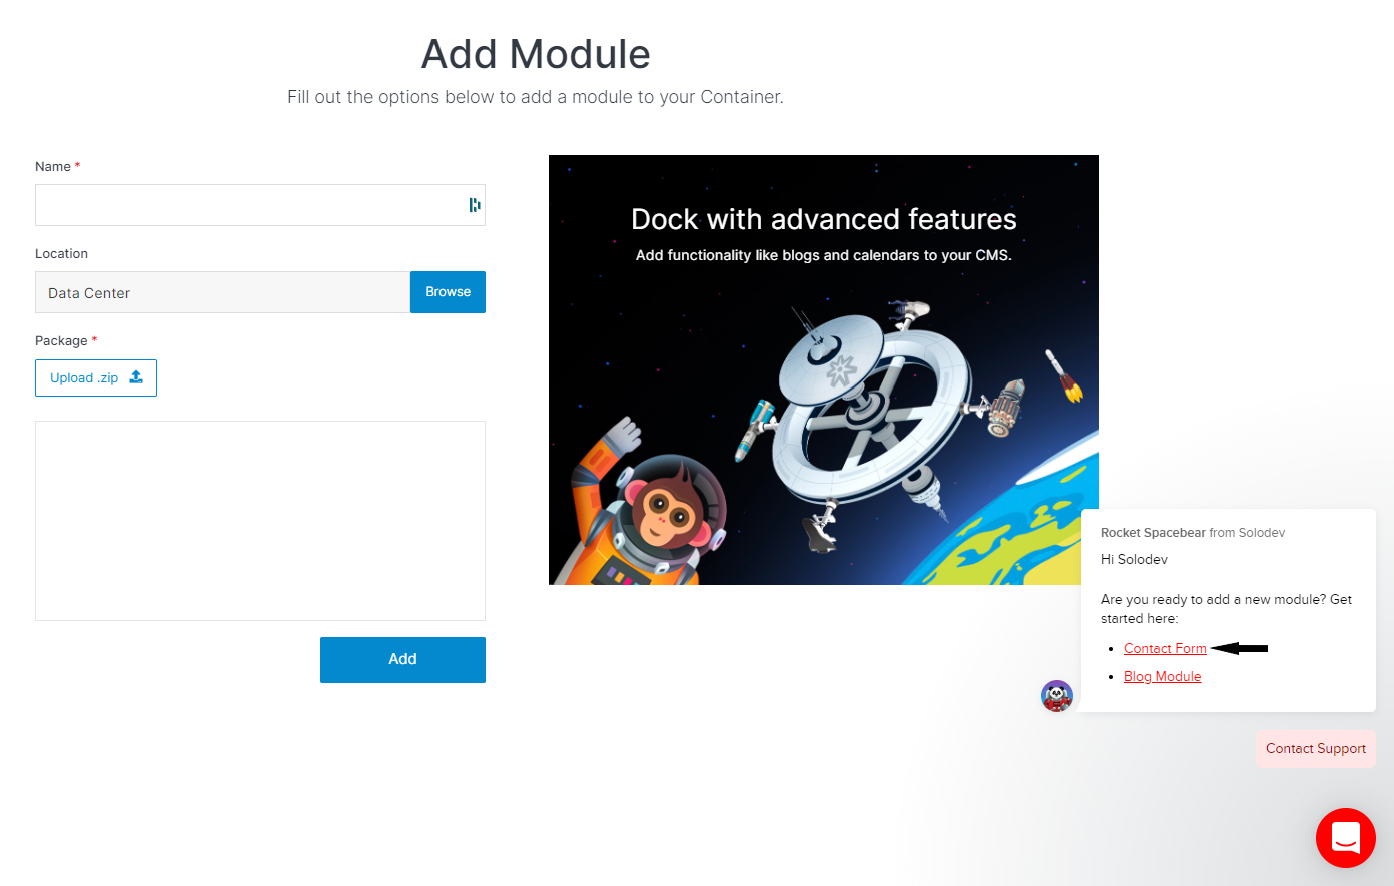 Add Module
Fill out the options below to add a module to your Container.
Name *
Location
Data Center
Browse
Package *
Upload .zip
Add
Dock with advanced features
Add functionality like blogs and calendars to your CMS.
Rocket Spacebear from Solodev
Hi Solodev
Are you ready to add a new module? Get
started here:
Contact Form
Blog Module
Contact Support